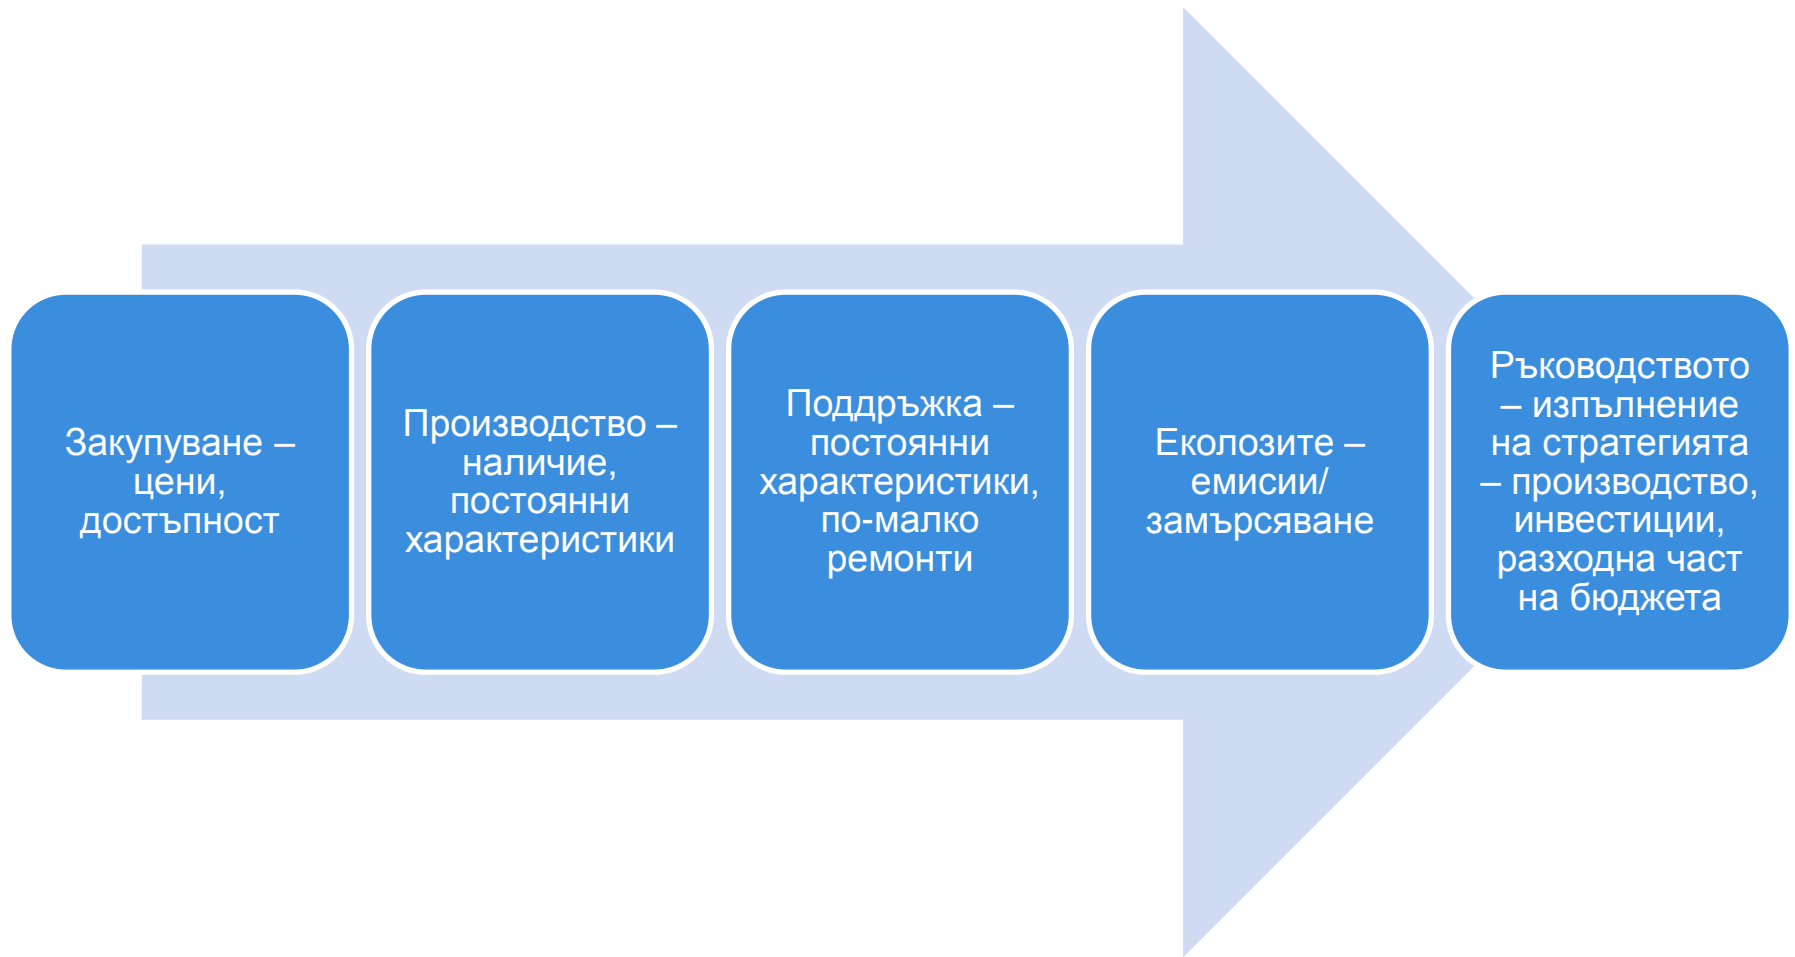 Закупуване –
цени,
достъпност
Производство –
наличие,
постоянни
характеристики
Поддръжка –
постоянни
характеристики,
по-малко
ремонти
Еколозите –
емисии/
замърсяване
Ръководството
– изпълнение
на стратегията
– производство,
инвестиции,
разходна част
на бюджета